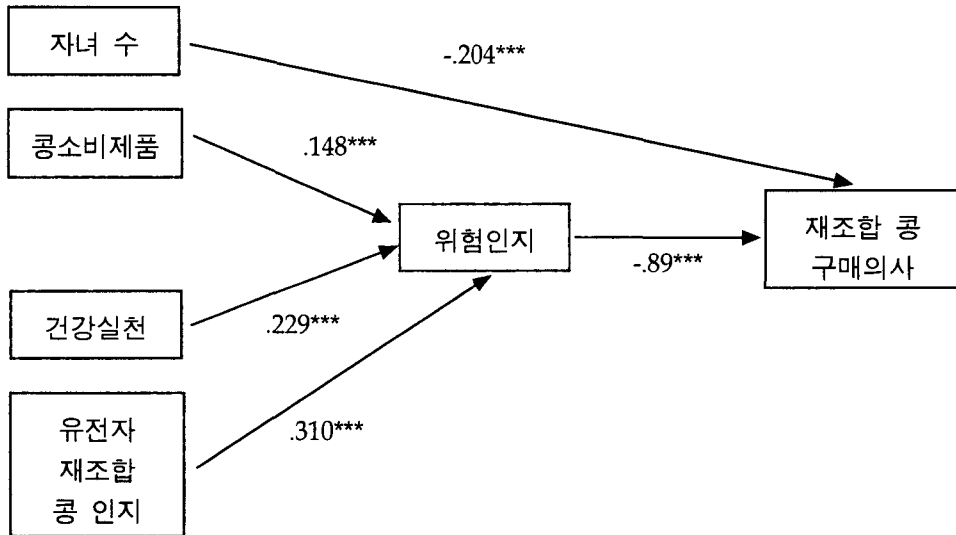 자녀 수
-.204***
콩소비제품
.148***
위험인지
재조합 콩
구매의사
-.89***
건강실천
.229***
유전자
재조합
콩 인지
.310***